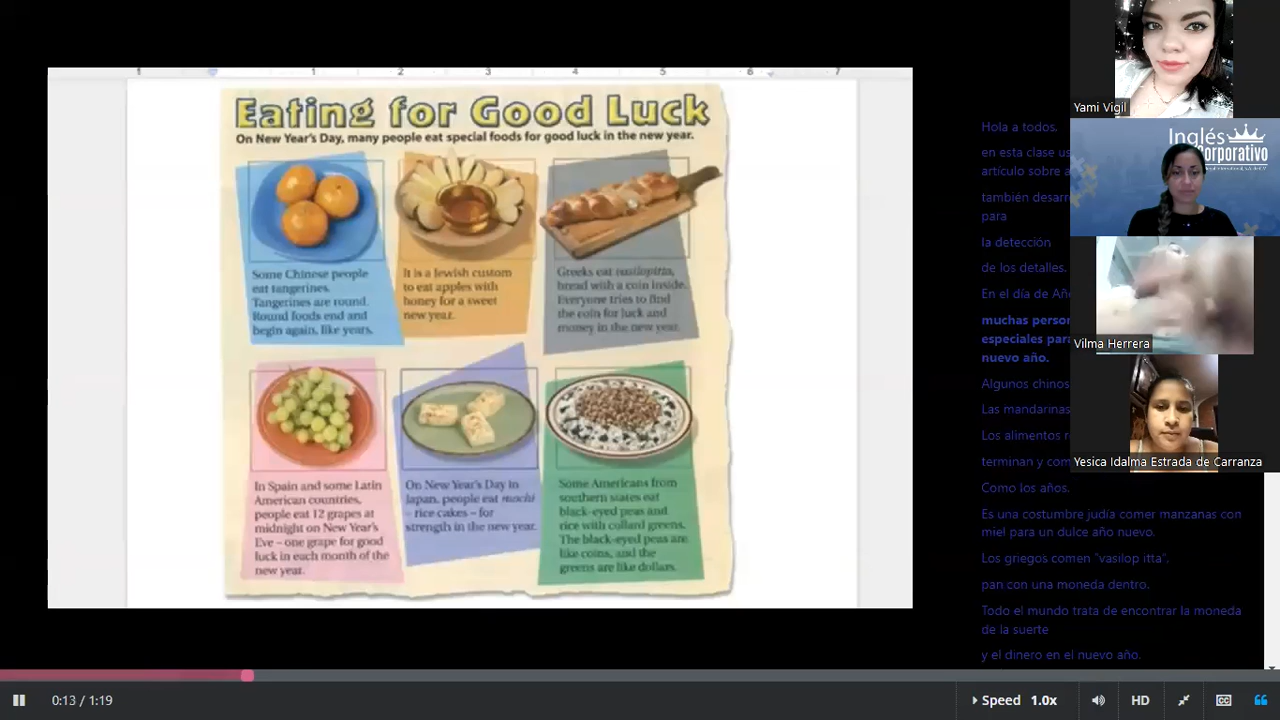 1 1 2 3 4 5 6 7
Eating for Good Luck
On New Year's Day, many people eat special foods for good luck in the new year.
Some Chinese people
eat tangerines.
Tangerines are round.
Round foods end and
begin again, like years.
It is a Jewish custom
to eat apples with
honey for a sweet
new year.
Greeks eat vasilopitta,
bread with a coin inside.
Everyone tries to find
the coin for luck and
money in the new year.
In Spain and some Latin
American countries,
people eat 12 grapes at
midnight on New Year's
Eve – one grape for good
luck in each month of the
new year.
On New Year's Day in
Japan, people eat mochi
– rice cakes – for
strength in the new year.
Some Americans from
southern states eat
black-eyed peas and
rice with collard greens.
The black-eyed peas are
like coins, and the
greens are like dollars.
Hola a todos.
en esta clase
artículo sobre
también
para
la detección
de los detalles.
En el día de
muchas
especiales
nuevo año.
Algunos chinos
Las mandarinas
Los alimentos
terminan y
Como los años.
Es una costumbre judía comer manzanas con
miel para un dulce año nuevo.
Los griegos comen "vasilop itta",
pan con una moneda dentro.
Todo el mundo trata de encontrar la moneda
de la suerte
y el dinero en el nuevo año.
Yami Vigil
Inglés
Corporativo
Vilma Herrera
Yesica Idalma Estrada de Carranza
0:13 / 1:19
Speed 1.0x
HD
CC